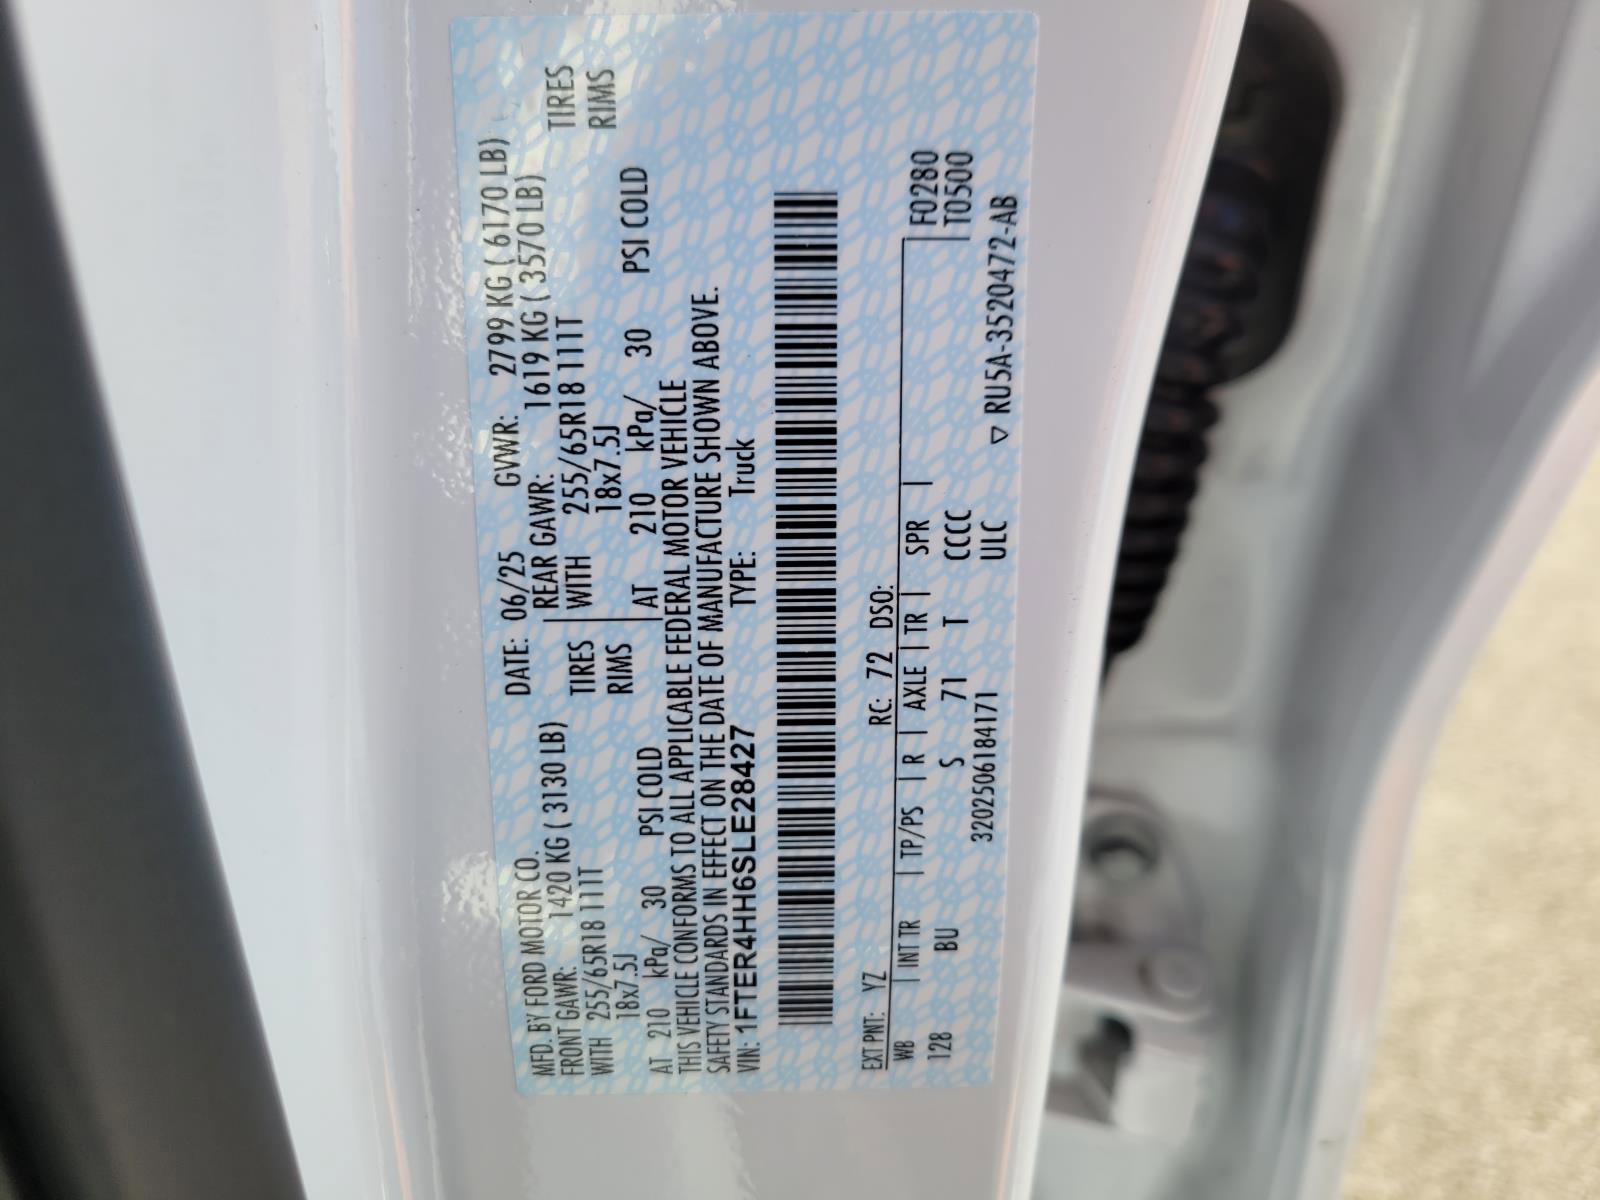 MFD. BY FORD MOTOR CO.
DATE: 06/25 GVWR: 2799 KG ( 6170 LB)
FRONT GAWR: 1420 KG ( 3130 LB) REAR GAWR: 1619 KG ( 3570 LB)
WITH 255/65R18 111T TIRES WITH 255/65R18 111T TIRES
18x7.5J RIMS 18x7.5J RIMS
AT 210 kPa/ 30 PSI COLD AT 210 kPa/ 30 PSI COLD
THIS VEHICLE CONFORMS TO ALL APPLICABLE FEDERAL MOTOR VEHICLE
SAFETY STANDARDS IN EFFECT ON THE DATE OF MANUFACTURE SHOWN ABOVE.
VIN: 1FTER4HH6SLE28427 TYPE: Truck
EXT PNT: YZ RC: 72 DSO:
WB INT TR TP/PS R AXLE TR SPR F0280
128 BU S 71 T CCCC T0500
3202506184171 ULC ▽ RU5A-3520472-AB